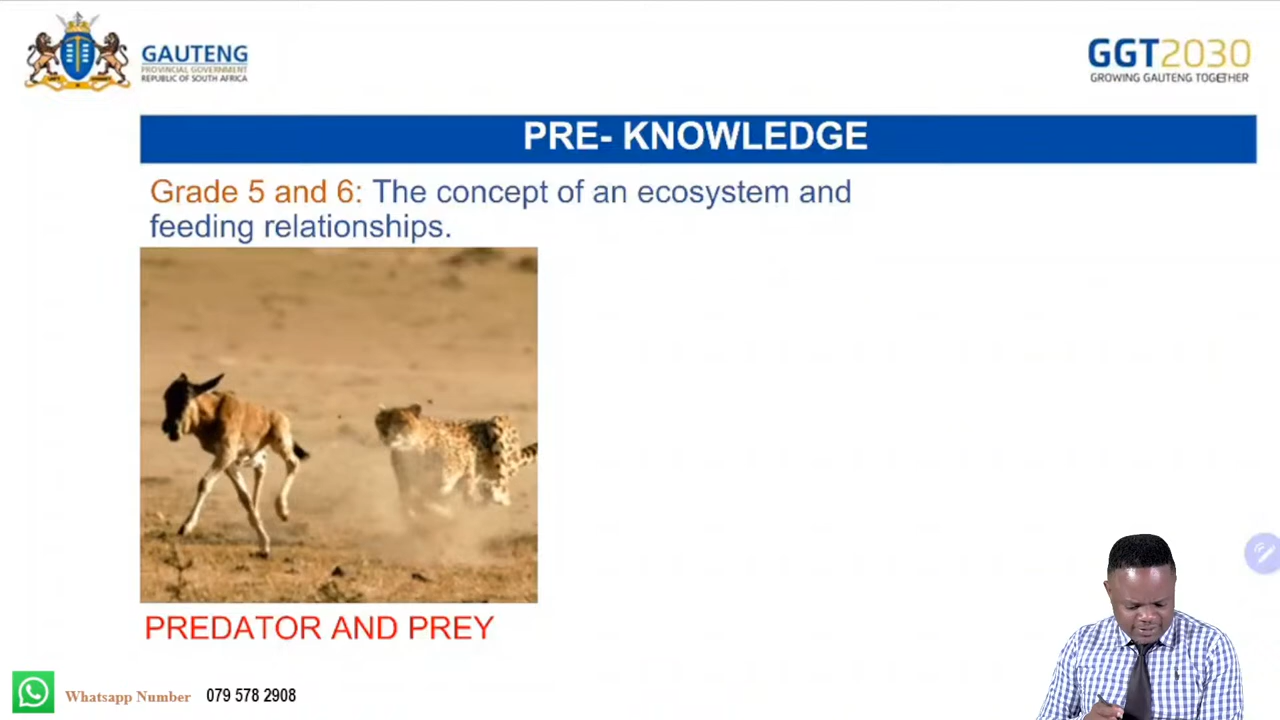 GAUTENG
PROVINCIAL GOVERNMENT
REPUBLIC OF SOUTH AFRICA
GGT2030
GROWING GAUTENG TOGETHER
PRE- KNOWLEDGE
Grade 5 and 6: The concept of an ecosystem and
feeding relationships.
PREDATOR AND PREY
Whatsapp Number 079 578 2908